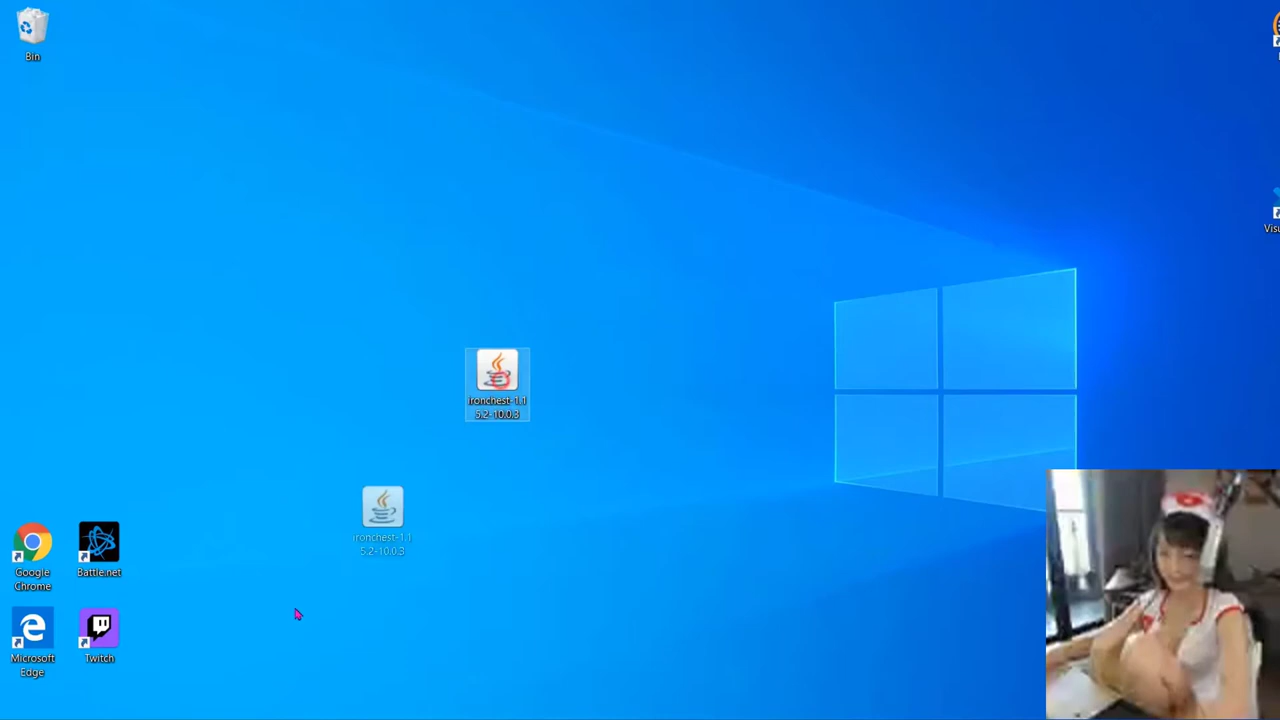 Bin
Visu
ironchest-1.1
5.2-10.0.3
ironchest-1.1
5.2-10.0.3
Google
Chrome
Battle.net
Microsoft
Edge
Twitch